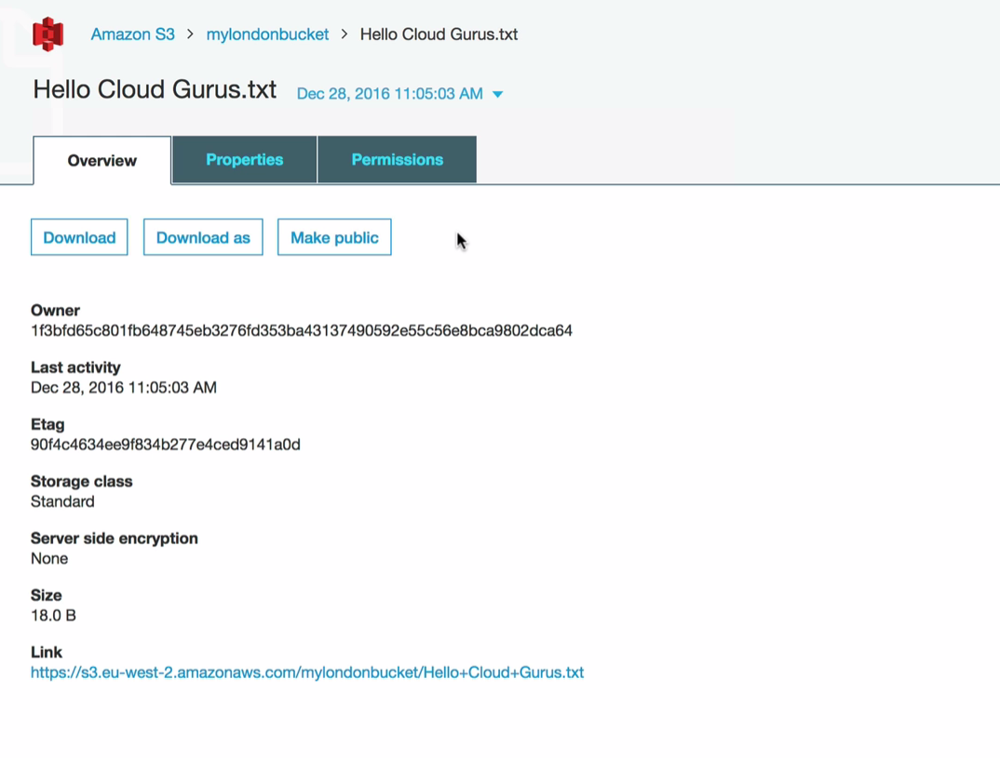 Amazon S3 > mylondonbucket > Hello Cloud Gurus.txt
Hello Cloud Gurus.txt Dec 28, 2016 11:05:03 AM
Overview Properties Permissions
Download Download as Make public
Owner
1f3bfd65c801fb648745eb3276fd353ba43137490592e55c56e8bca9802dca64
Last activity
Dec 28, 2016 11:05:03 AM
Etag
90f4c4634ee9f834b277e4ced9141a0d
Storage class
Standard
Server side encryption
None
Size
18.0 B
Link
https://s3.eu-west-2.amazonaws.com/mylondonbucket/Hello+Cloud+Gurus.txt